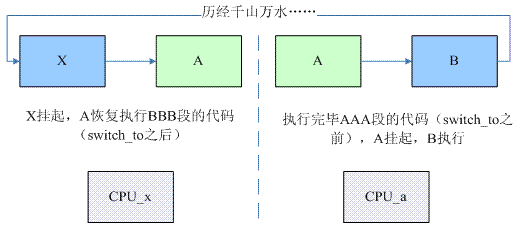 历经千山万水……
X
A
A
B
X挂起，A恢复执行BBB段的代码
（switch_to之后）
执行完毕AAA段的代码（switch_to之
前），A挂起，B执行
CPU_x
CPU_a